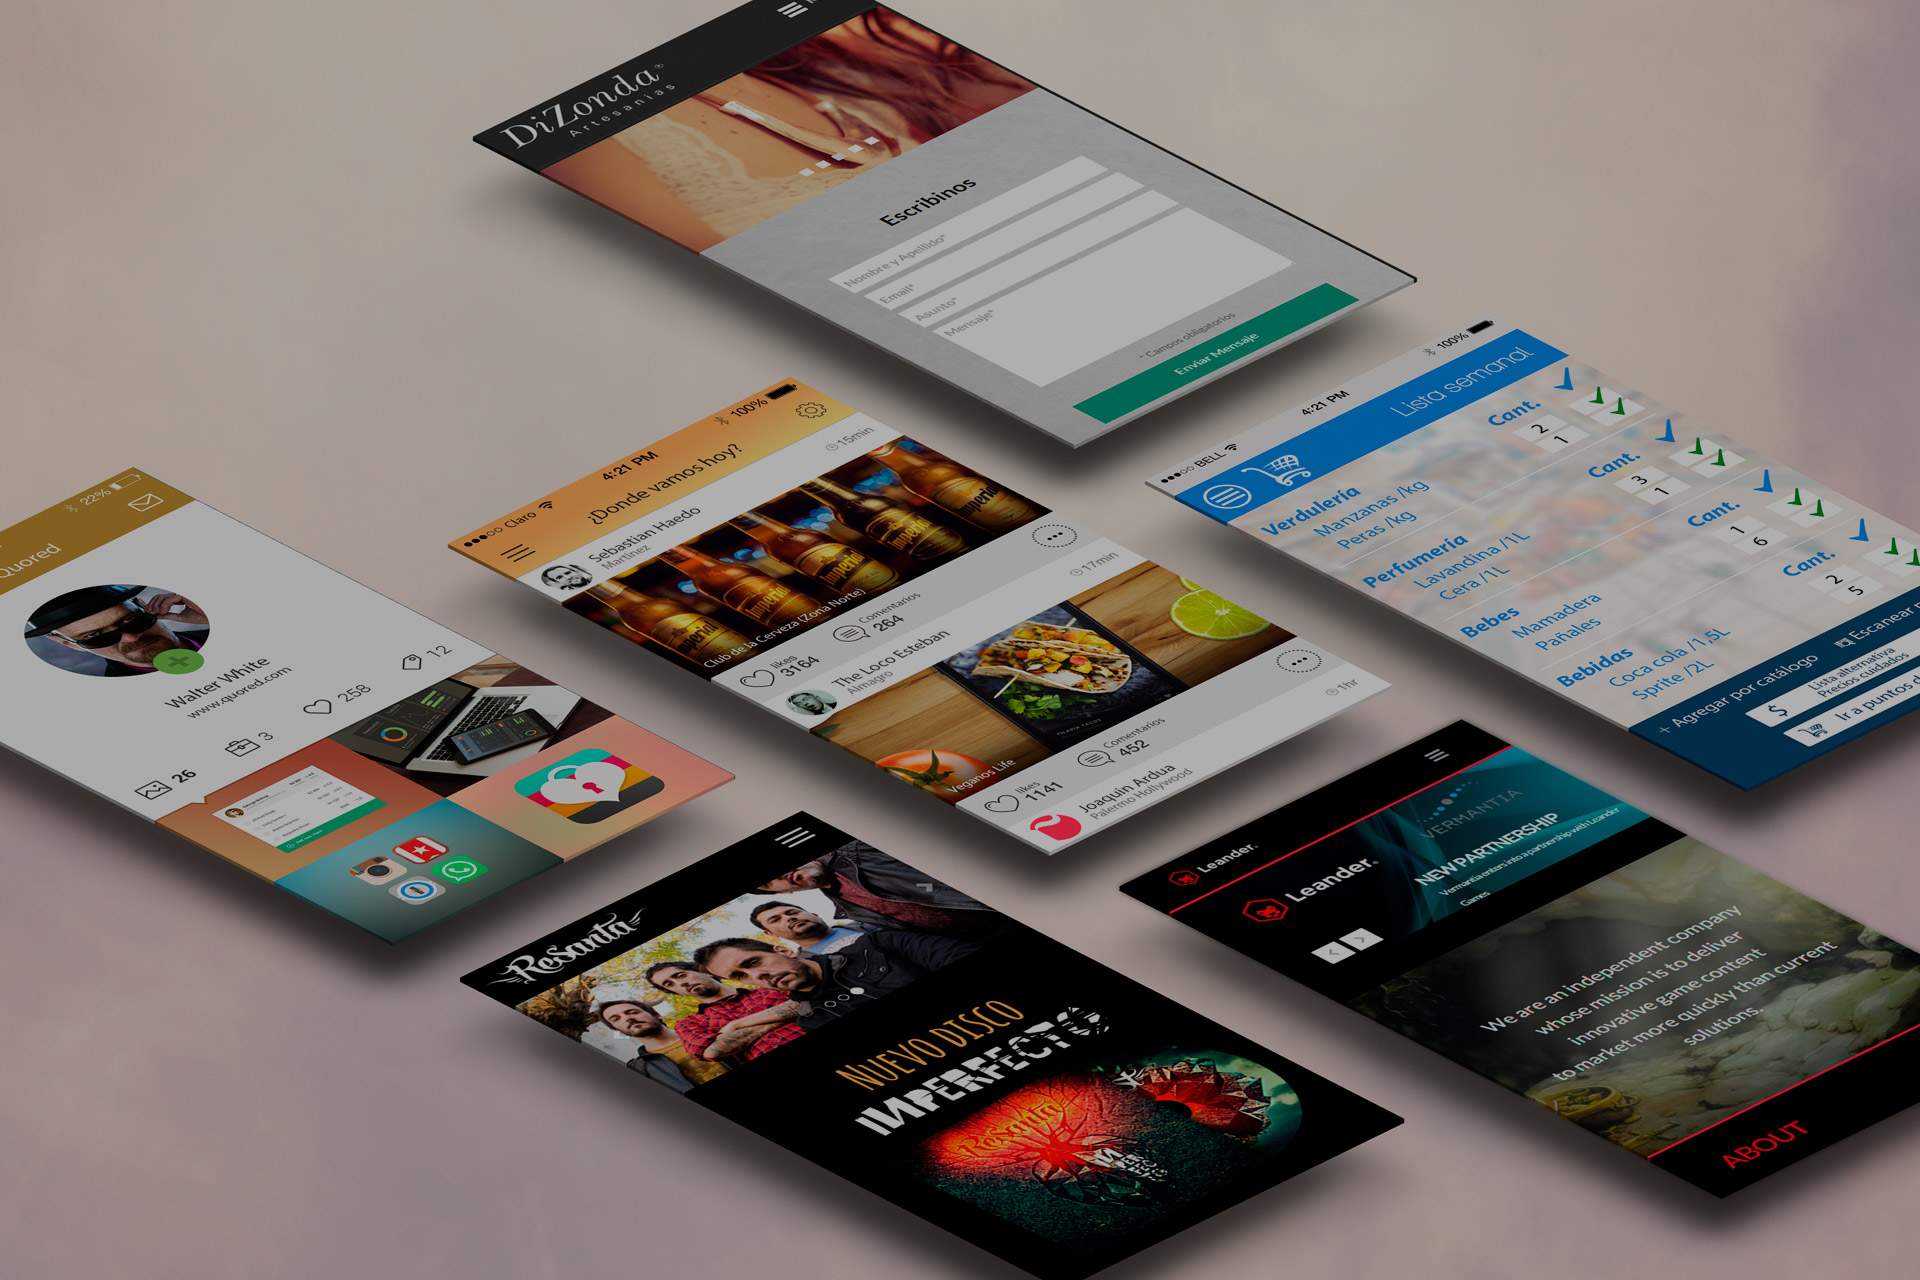 DiZonda®
Artesanias
Escribinos
Nombre y Apellido*
Email*
Asunto*
Mensaje*
* Campos obligatorios
Enviar Mensaje
22%
Quored
Walter White
www.quored.com
26
3
258
12
Claro
4:21 PM
100%
¿Donde vamos hoy?
Sebastian Haedo
Martinez
15min
Imperial
Imperial
Imperial
Imperial
Club de la Cerveza (Zona Norte)
likes
3164
Comentarios
264
The Loco Esteban
Almagro
17min
Veganos Life
likes
1141
Comentarios
452
Joaquin Ardua
Palermo Hollywood
1hr
BELL
4:21 PM
100%
Lista semanal
Verdulería
Cant.
Manzanas /kg
2
Peras /kg
1
Perfumería
Cant.
Lavandina /1L
3
Cera /1L
1
Bebes
Cant.
Mamadera
1
Pañales
6
Bebidas
Cant.
Coca cola /1,5L
2
Sprite /2L
5
+ Agregar por catálogo
Escanear
Lista alternativa
Precios cuidados
Ir a puntos
ReSanta
NUEVO DISCO
IMPERFECTO
ReSanta
Leander.
Leander.
VERMANTIA
NEW PARTNERSHIP
Vermantia enters into a partnership with Leander
Games
We are an independent company
whose mission is to deliver
innovative game content
to market more quickly than current
solutions.
ABOUT